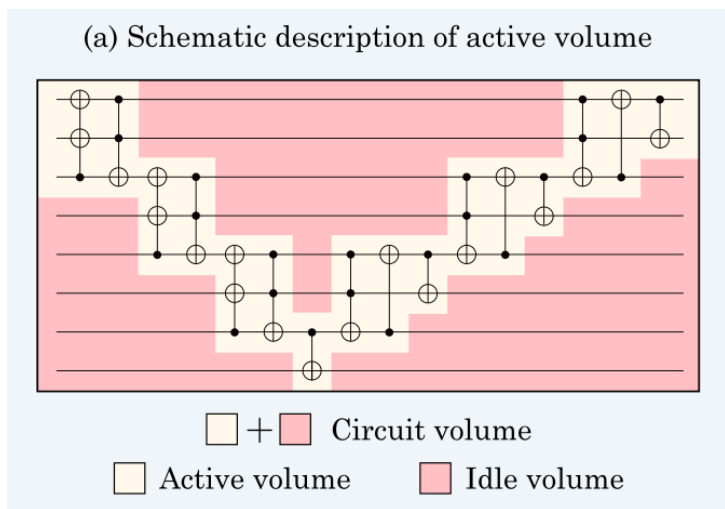 (a) Schematic description of active volume
+ Circuit volume
Active volume Idle volume